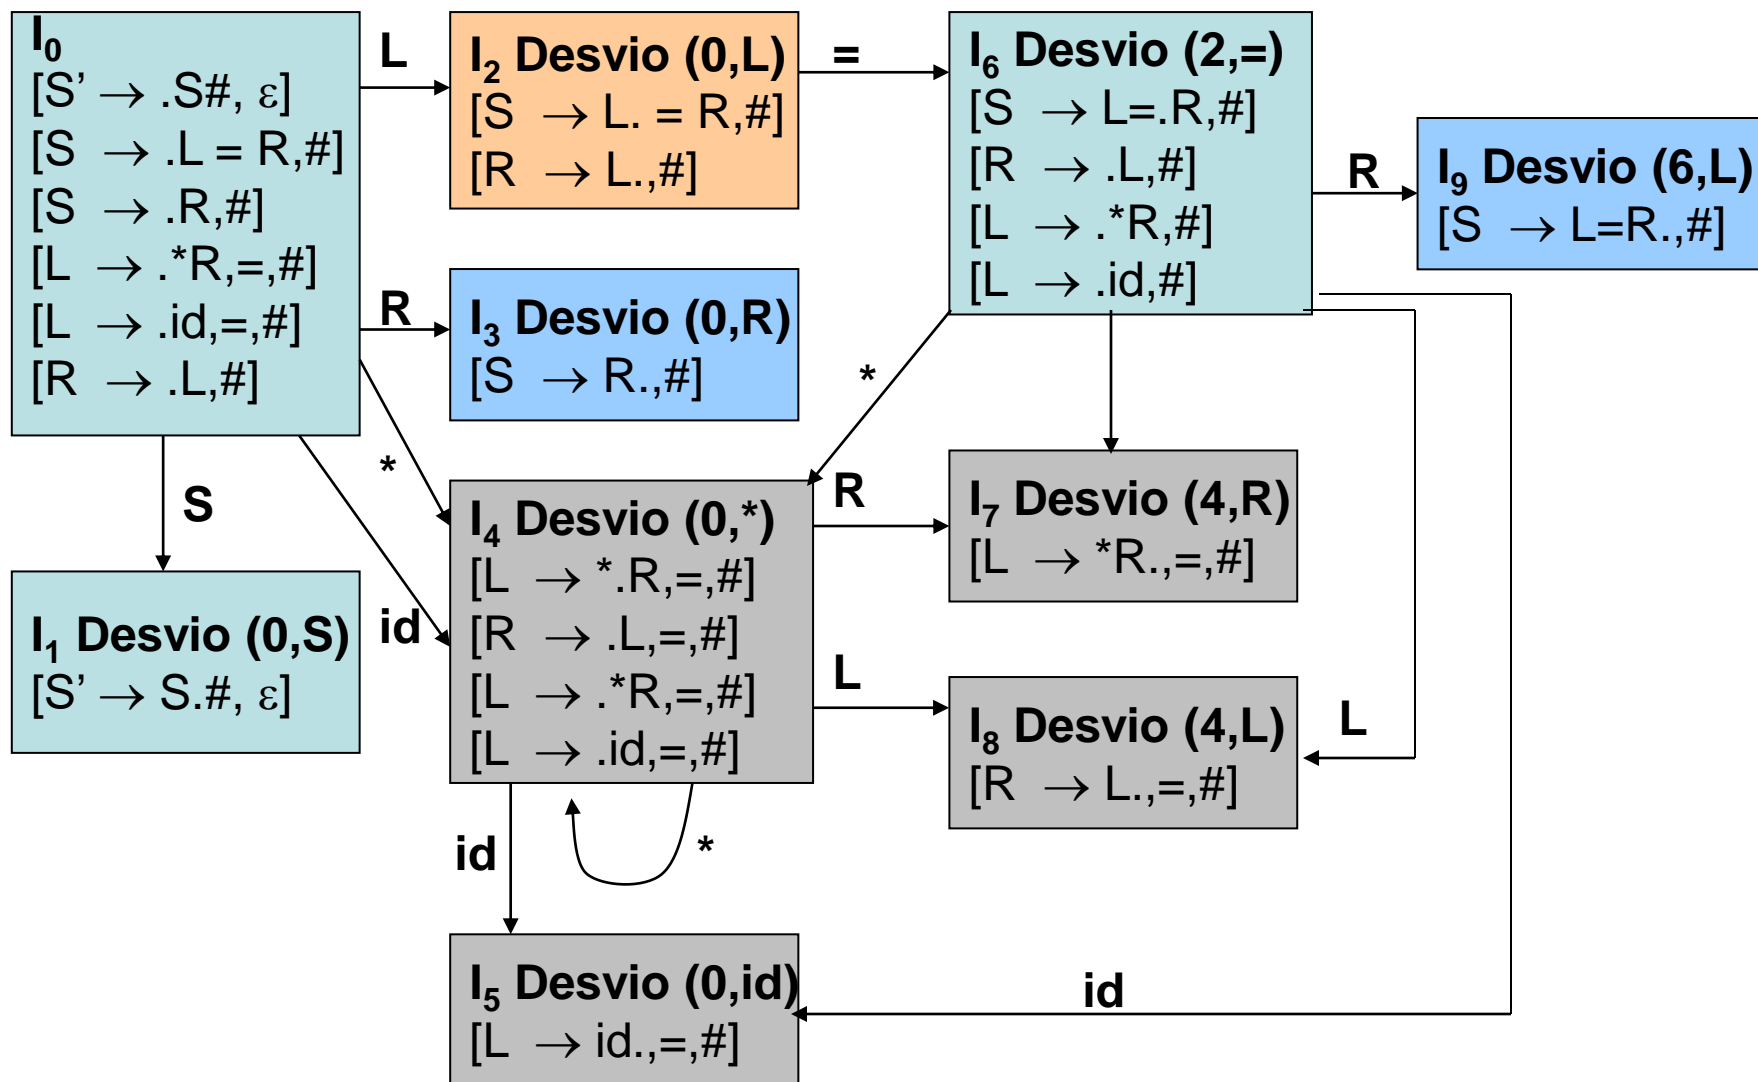 I0
[S’ → .S#, ε]
[S → .L = R,#]
[S → .R,#]
[L → .*R,=,#]
[L → .id,=,#]
[R → .L,#]
L
I2 Desvio (0,L)
[S → L. = R,#]
[R → L.,#]
=
I6 Desvio (2,=)
[S → L=.R,#]
[R → .L,#]
[L → .*R,#]
[L → .id,#]
R
I9 Desvio (6,L)
[S → L=R.,#]
R
I3 Desvio (0,R)
[S → R.,#]
*
*
S
id
I1 Desvio (0,S)
[S’ → S.#, ε]
I4 Desvio (0,*)
[L → *.R,=,#]
[R → .L,=,#]
[L → .*R,=,#]
[L → .id,=,#]
R
I7 Desvio (4,R)
[L → *R.,=,#]
L
I8 Desvio (4,L)
[R → L.,=,#]
L
id
*
I5 Desvio (0,id)
[L → id.,=,#]
id